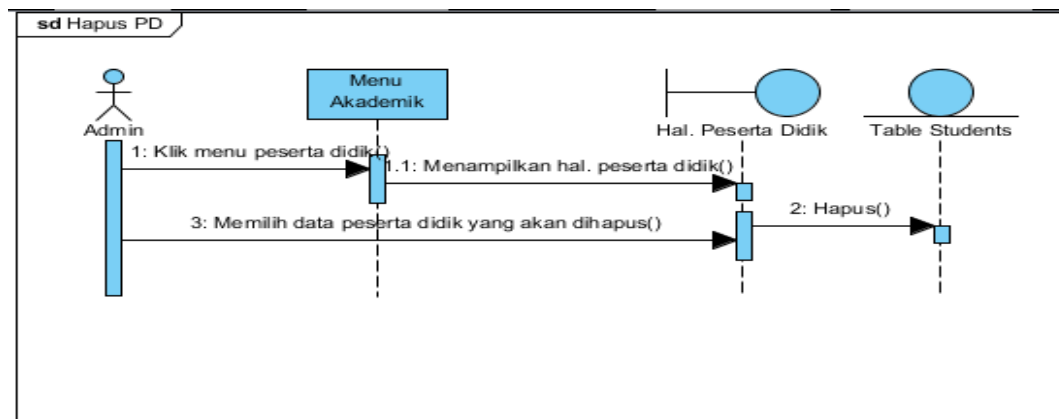 sd Hapus PD
Menu
Akademik
Admin
Hal. Peserta Didik
Table Students
1: Klik menu peserta didik()
1.1: Menampilkan hal. peserta didik()
2: Hapus()
3: Memilih data peserta didik yang akan dihapus()